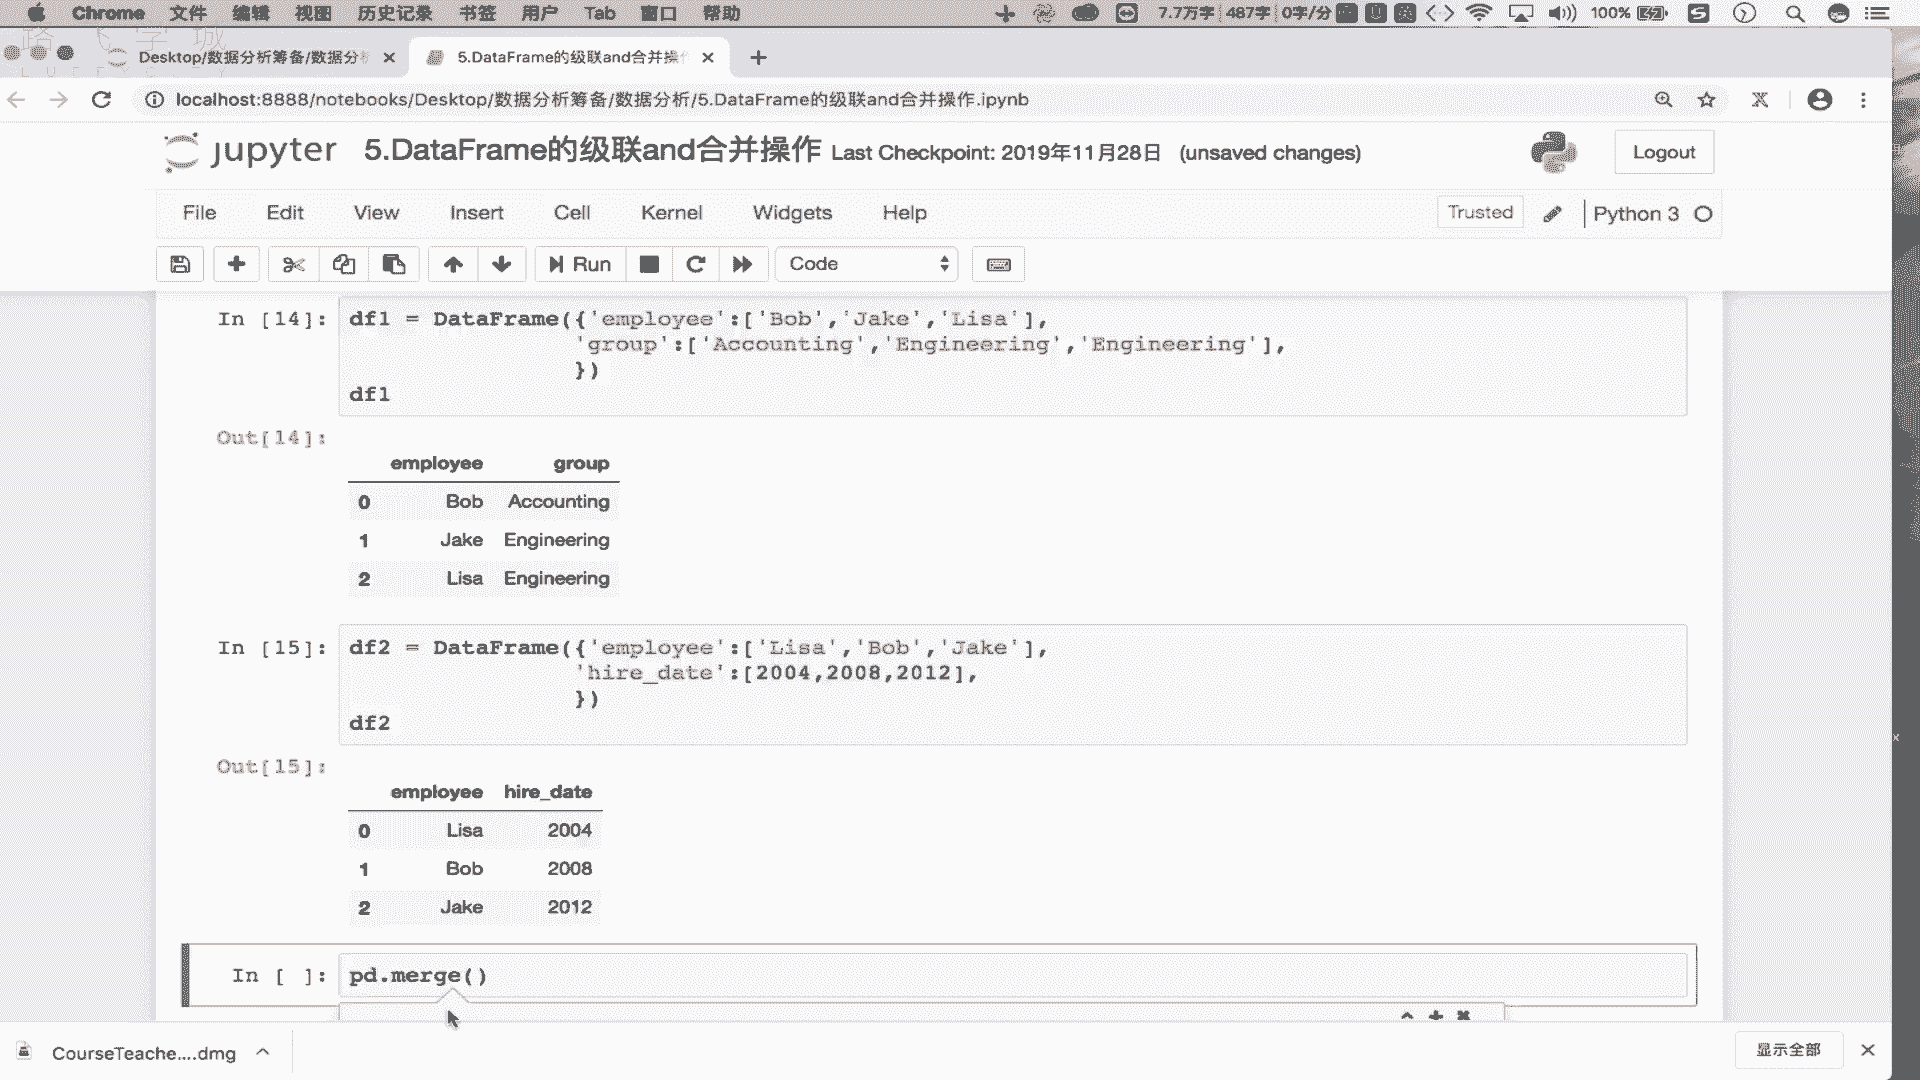 Chrome 文件 编辑 视图 历史记录 书签 用户 Tab 窗口 帮助 7.7万字 487字 0字/分 100%
Desktop/数据分析筹备/数据分
5.DataFrame的级联and合并操
localhost:8888/notebooks/Desktop/数据分析筹备/数据分析/5.DataFrame的级联and合并操作.ipynb
jupyter 5.DataFrame的级联and合并操作 Last Checkpoint: 2019年11月28日 (unsaved changes) Logout
File Edit View Insert Cell Kernel Widgets Help Trusted Python 3
Run Code
In [14]: df1 = DataFrame({'employee':['Bob','Jake','Lisa'],
'group':['Accounting','Engineering','Engineering'],
})
df1
Out[14]:
employee group
0 Bob Accounting
1 Jake Engineering
2 Lisa Engineering
In [15]: df2 = DataFrame({'employee':['Lisa','Bob','Jake'],
'hire_date':[2004,2008,2012],
})
df2
Out[15]:
employee hire_date
0 Lisa 2004
1 Bob 2008
2 Jake 2012
In [ ]: pd.merge()
CourseTeache....dmg 显示全部